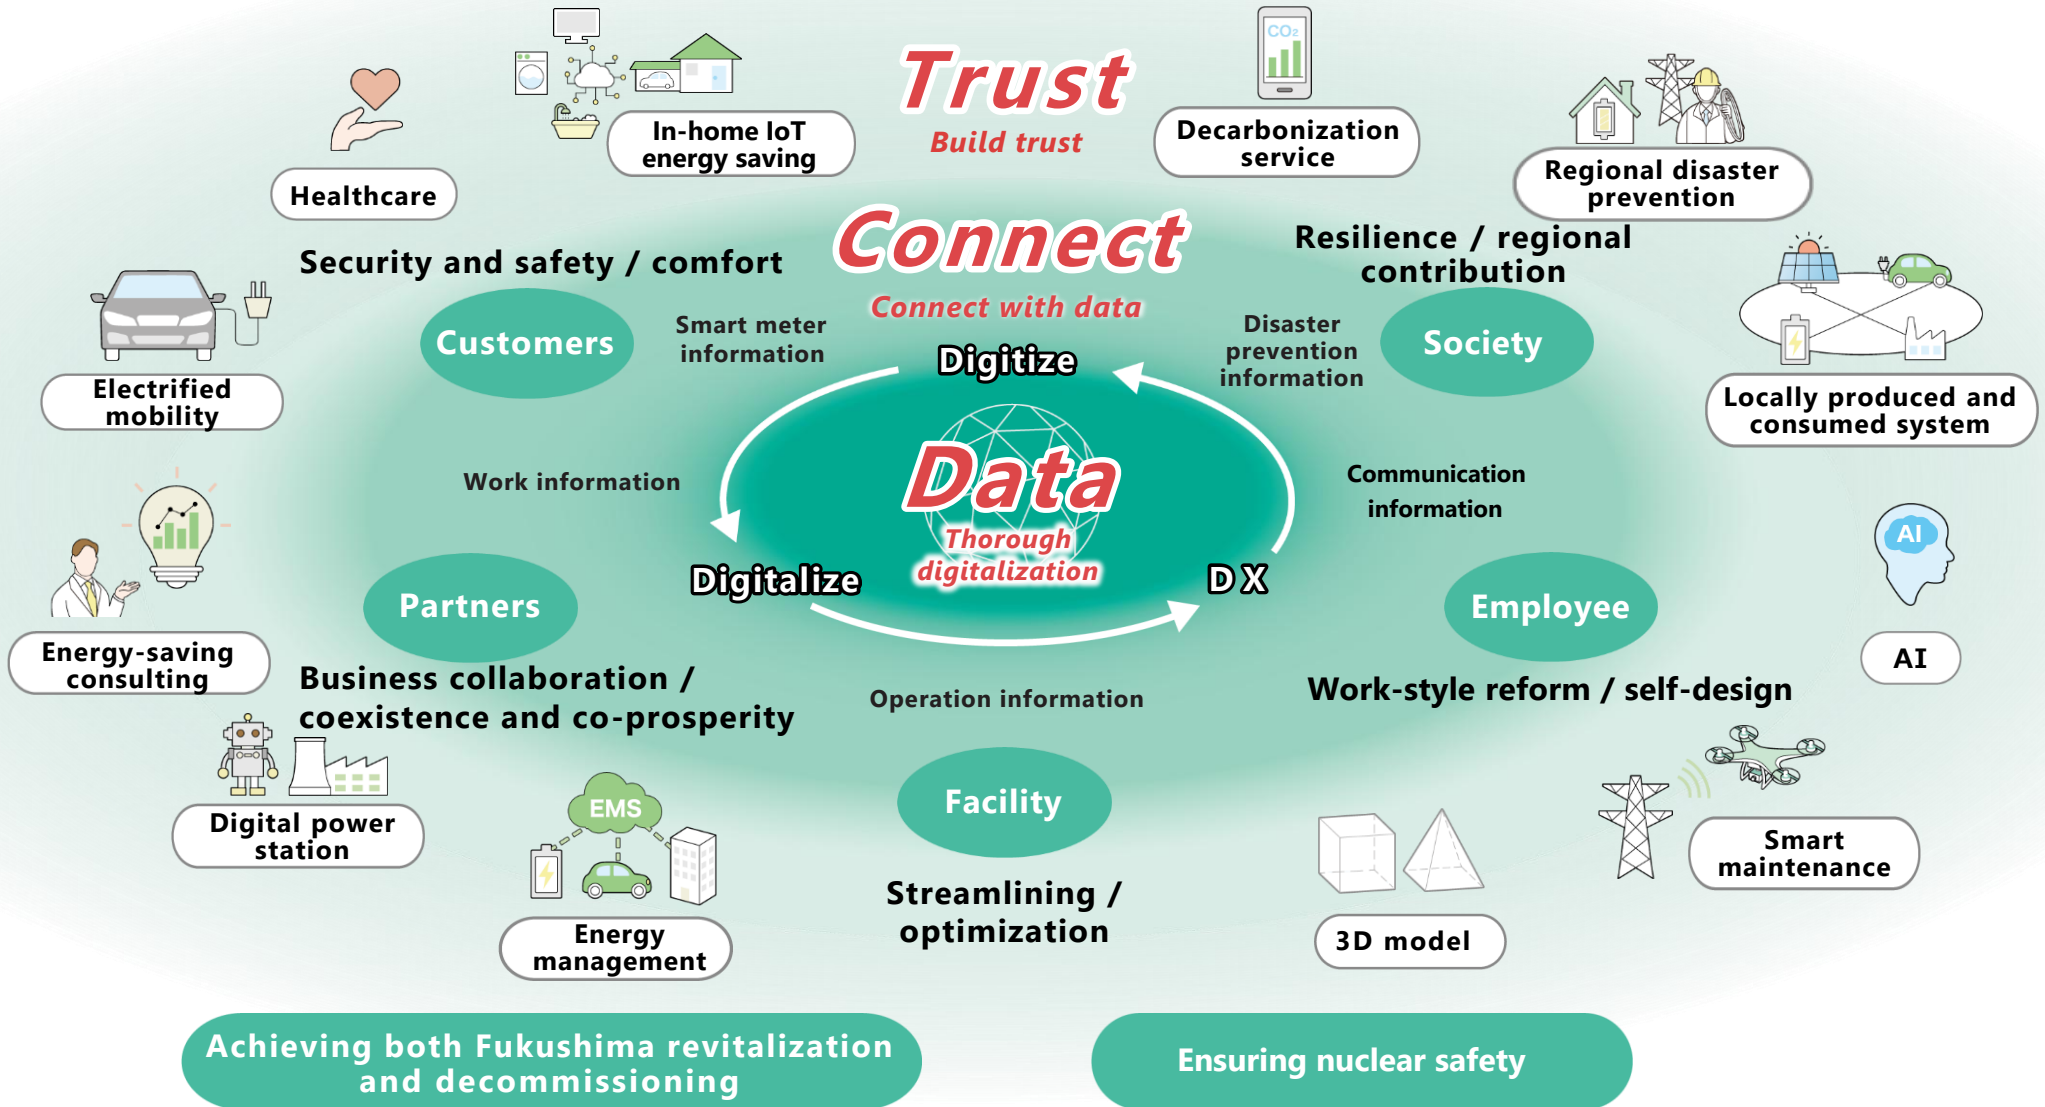 CO₂
Trust
Build trust
In-home IoT
energy saving
Decarbonization
service
Healthcare
Regional disaster
prevention
Connect
Connect with data
Security and safety / comfort
Resilience / regional
contribution
Customers
Smart meter
information
Digitize
Disaster
prevention
information
Society
Electrified
mobility
Locally produced and
consumed system
Data
Thorough
digitalization
Work information
Communication
information
AI
Digitalize
D X
Partners
Employee
Energy-saving
consulting
AI
Business collaboration /
coexistence and co-prosperity
Operation information
Work-style reform / self-design
Digital power
station
EMS
Facility
Smart
maintenance
Energy
management
Streamlining /
optimization
3D model
Achieving both Fukushima revitalization
and decommissioning
Ensuring nuclear safety